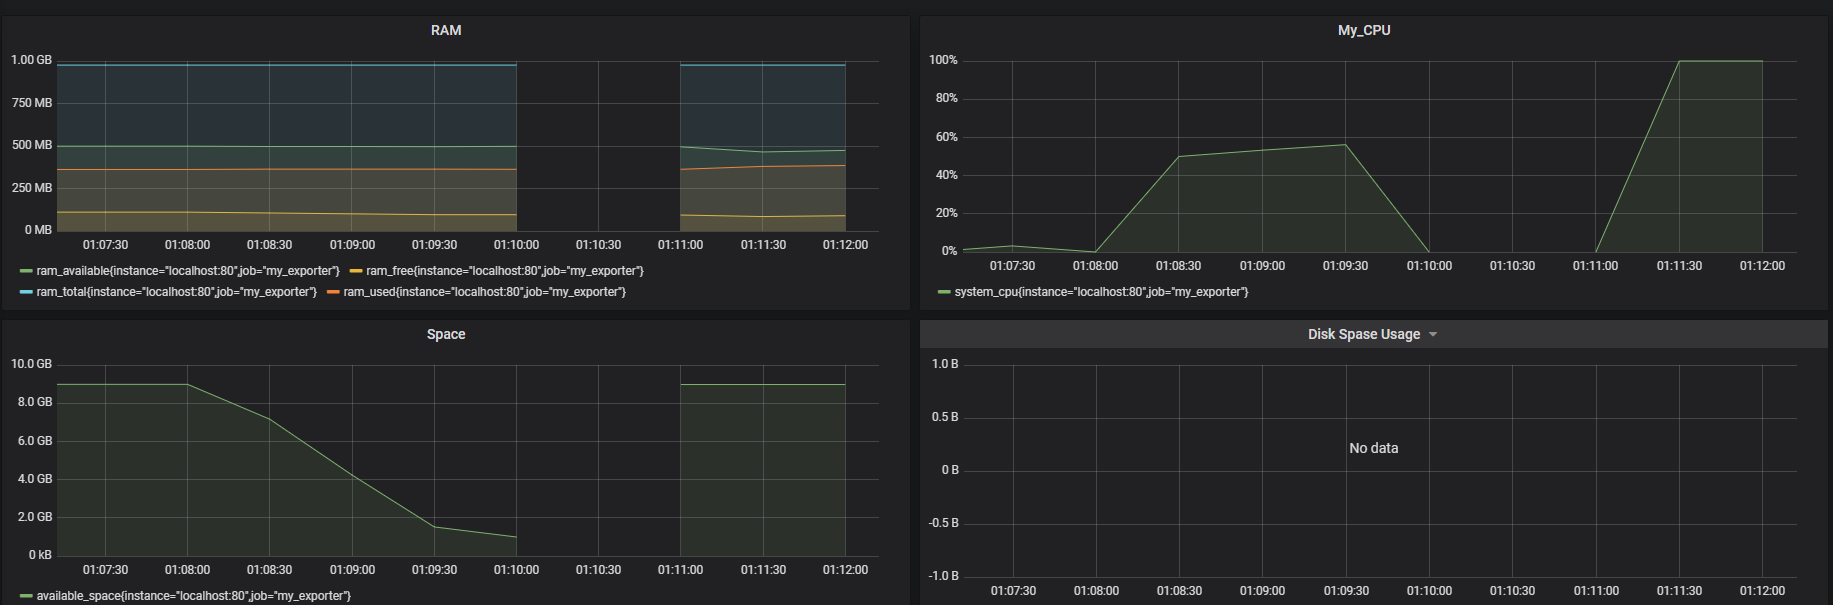 RAM
1.00 GB
750 MB
500 MB
250 MB
0 MB
01:07:30 01:08:00 01:08:30 01:09:00 01:09:30 01:10:00 01:10:30 01:11:00 01:11:30 01:12:00
ram_available{instance="localhost:80",job="my_exporter"} ram_free{instance="localhost:80",job="my_exporter"}
ram_total{instance="localhost:80",job="my_exporter"} ram_used{instance="localhost:80",job="my_exporter"}
My_CPU
100%
80%
60%
40%
20%
0%
01:07:30 01:08:00 01:08:30 01:09:00 01:09:30 01:10:00 01:10:30 01:11:00 01:11:30 01:12:00
system_cpu{instance="localhost:80",job="my_exporter"}
Space
10.0 GB
8.0 GB
6.0 GB
4.0 GB
2.0 GB
0 kB
01:07:30 01:08:00 01:08:30 01:09:00 01:09:30 01:10:00 01:10:30 01:11:00 01:11:30 01:12:00
available_space{instance="localhost:80",job="my_exporter"}
Disk Spase Usage
1.0 B
0.5 B
0 B
-0.5 B
-1.0 B
No data
01:07:30 01:08:00 01:08:30 01:09:00 01:09:30 01:10:00 01:10:30 01:11:00 01:11:30 01:12:00